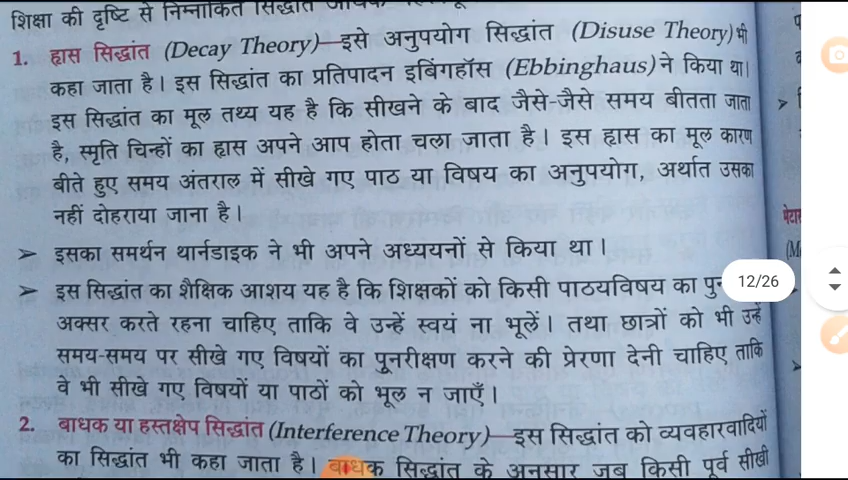 शिक्षा की दृष्टि से निम्नांकित सिद्धांत
1. ह्रास सिद्धांत (Decay Theory)—इसे अनुपयोग सिद्धांत (Disuse Theory) भी
कहा जाता है। इस सिद्धांत का प्रतिपादन इबिंगहॉस (Ebbinghaus) ने किया था।
इस सिद्धांत का मूल तथ्य यह है कि सीखने के बाद जैसे-जैसे समय बीतता जाता
है, स्मृति चिन्हों का ह्रास अपने आप होता चला जाता है। इस ह्रास का मूल कारण
बीते हुए समय अंतराल में सीखे गए पाठ या विषय का अनुपयोग, अर्थात उसका
नहीं दोहराया जाना है।
➢ इसका समर्थन थार्नडाइक ने भी अपने अध्ययनों से किया था।
➢ इस सिद्धांत का शैक्षिक आशय यह है कि शिक्षकों को किसी पाठयविषय का
12/26
अक्सर करते रहना चाहिए ताकि वे उन्हें स्वयं ना भूलें। तथा छात्रों को भी उन्हें
समय-समय पर सीखे गए विषयों का पूनरीक्षण करने की प्रेरणा देनी चाहिए ताकि
वे भी सीखे गए विषयों या पाठों को भूल न जाएँ।
2. बाधक या हस्तक्षेप सिद्धांत (Interference Theory)—इस सिद्धांत को व्यवहारवादियों
का सिद्धांत भी कहा जाता है। बाधक सिद्धांत के अनुसार जब किसी पूर्व सीखी